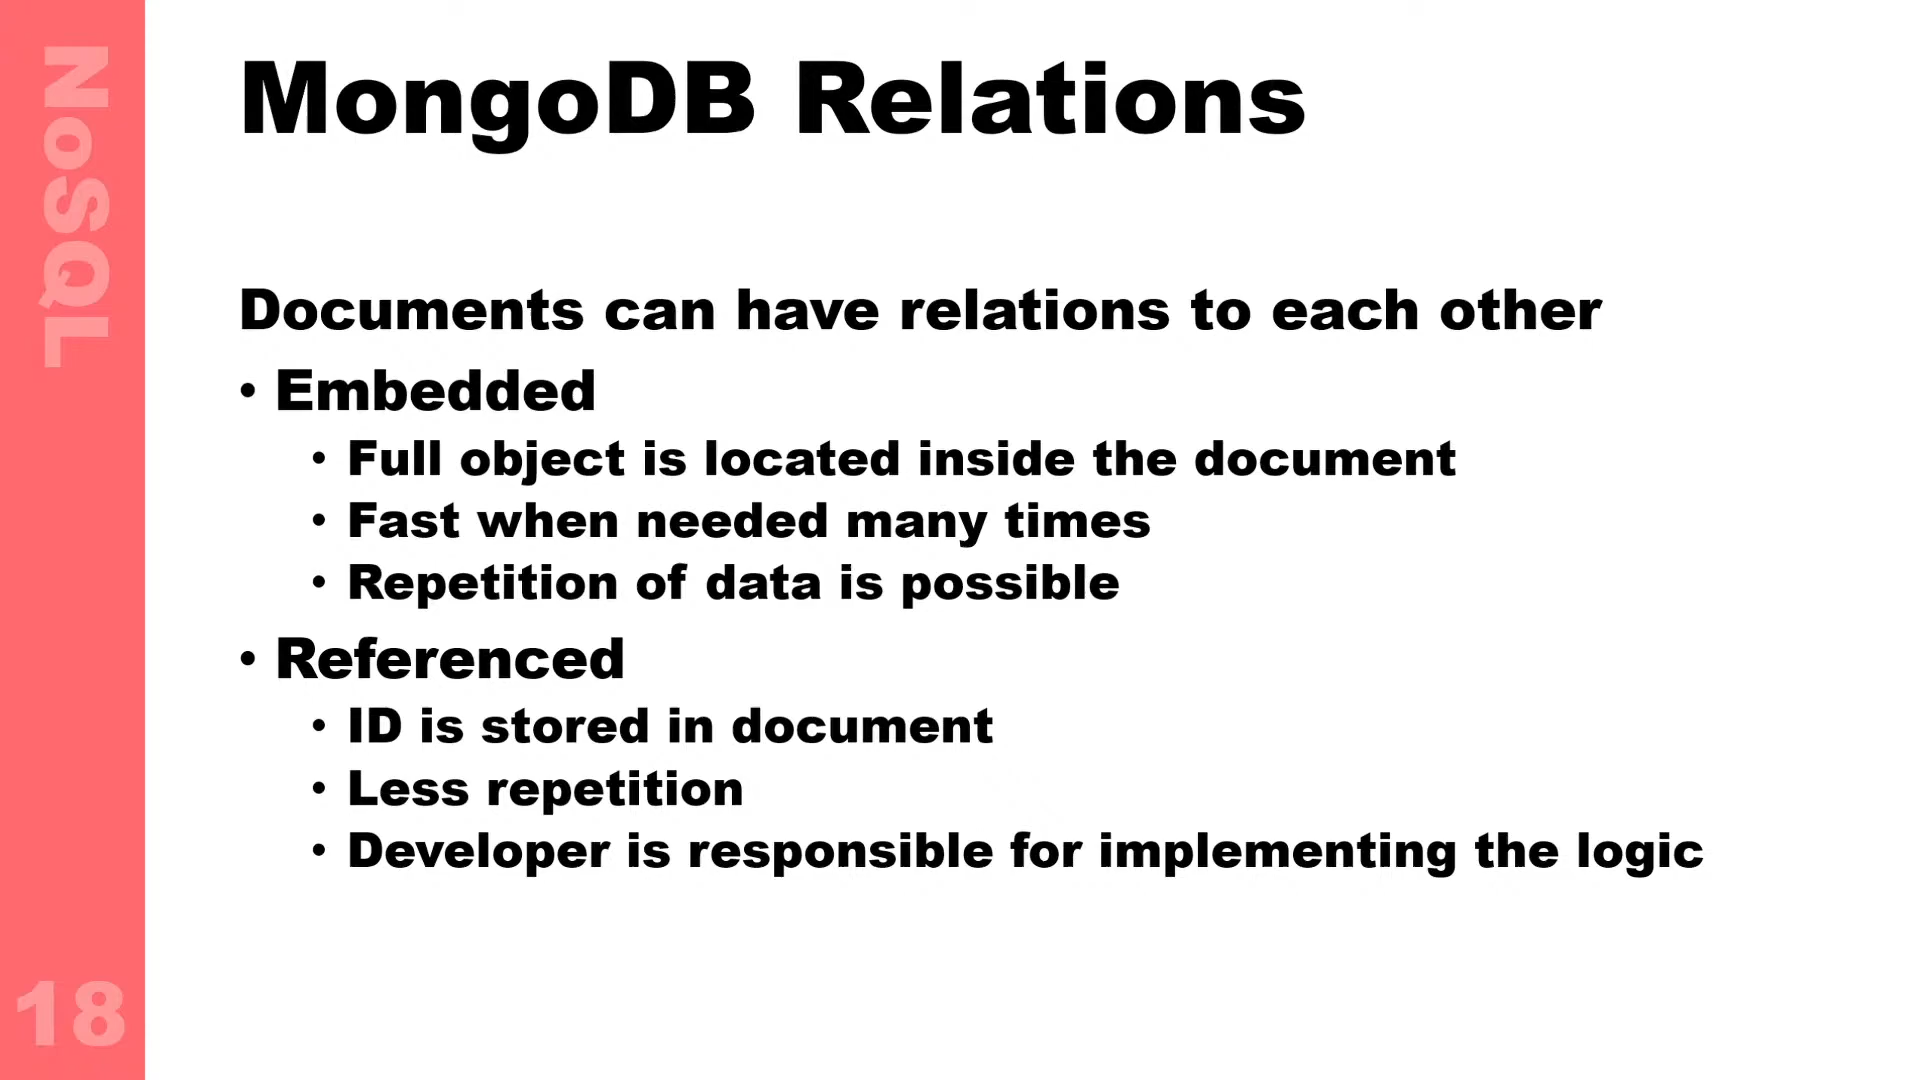 NoSQL
MongoDB Relations
Documents can have relations to each other
• Embedded
• Full object is located inside the document
• Fast when needed many times
• Repetition of data is possible
• Referenced
• ID is stored in document
• Less repetition
• Developer is responsible for implementing the logic
18